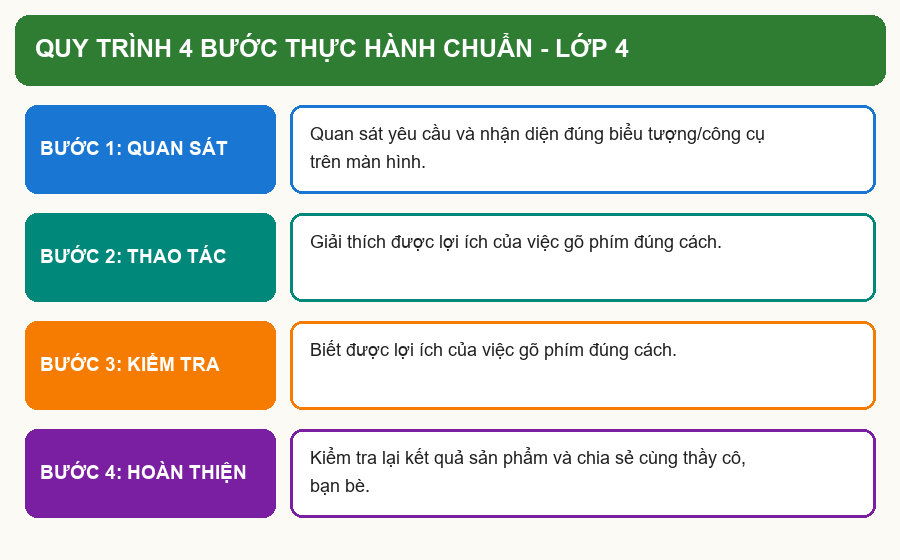 QUY TRÌNH 4 BƯỚC THỰC HÀNH CHUẨN - LỚP 4
BƯỚC 1: QUAN SÁT
Quan sát yêu cầu và nhận diện đúng biểu tượng/công cụ
trên màn hình.
BƯỚC 2: THAO TÁC
Giải thích được lợi ích của việc gõ phím đúng cách.
BƯỚC 3: KIỂM TRA
Biết được lợi ích của việc gõ phím đúng cách.
BƯỚC 4: HOÀN THIỆN
Kiểm tra lại kết quả sản phẩm và chia sẻ cùng thầy cô,
bạn bè.